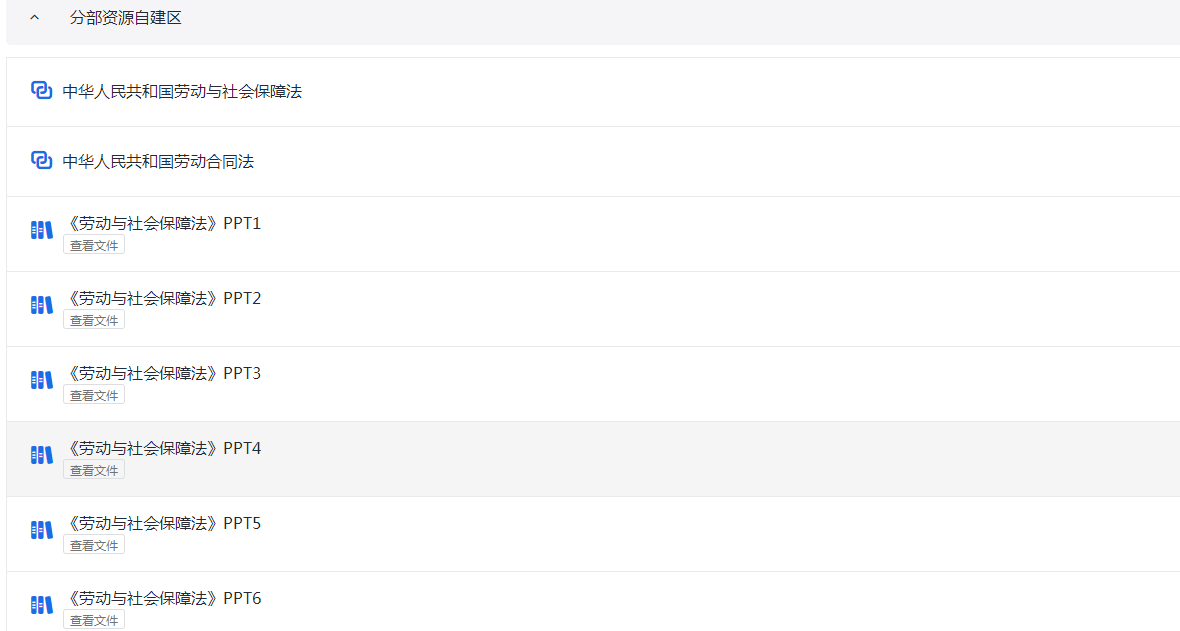 分部资源自建区
中华人民共和国劳动与社会保障法
中华人民共和国劳动合同法
《劳动与社会保障法》PPT1
查看文件
《劳动与社会保障法》PPT2
查看文件
《劳动与社会保障法》PPT3
查看文件
《劳动与社会保障法》PPT4
查看文件
《劳动与社会保障法》PPT5
查看文件
《劳动与社会保障法》PPT6
查看文件